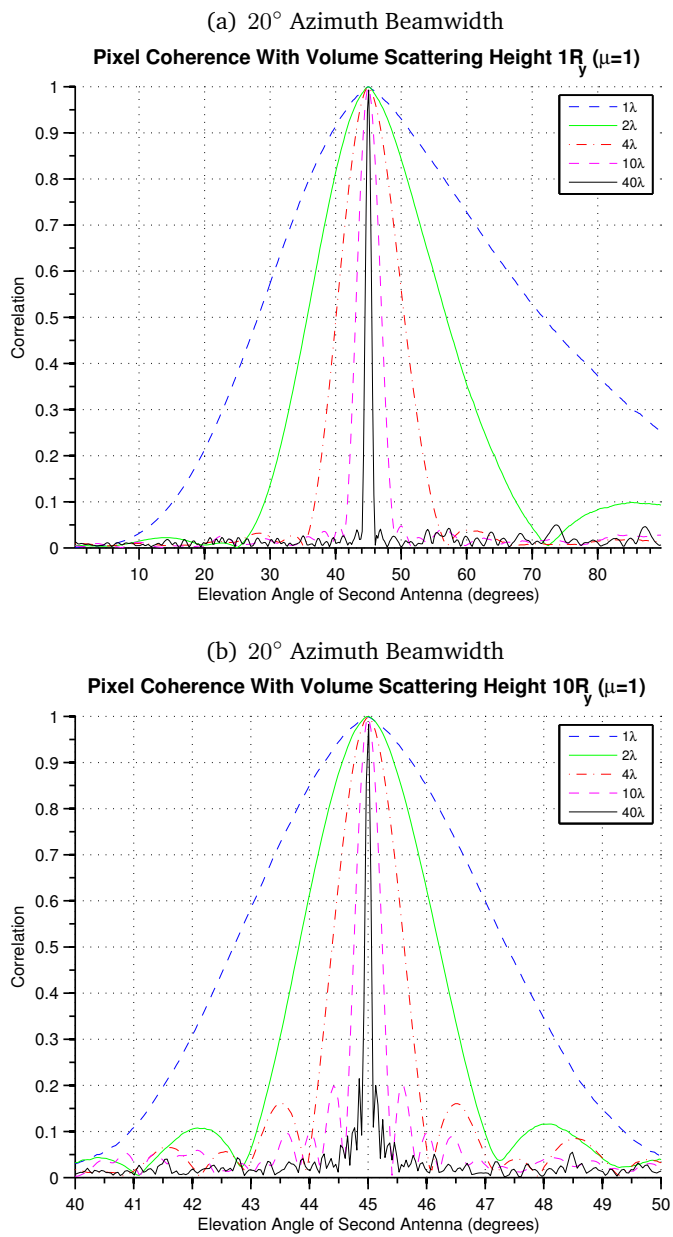 (a) 20° Azimuth Beamwidth
Pixel Coherence With Volume Scattering Height 1R_y (μ=1)
1
0.9
0.8
0.7
0.6
0.5
0.4
0.3
0.2
0.1
0
Correlation
1λ
2λ
4λ
10λ
40λ
10 20 30 40 50 60 70 80
Elevation Angle of Second Antenna (degrees)
(b) 20° Azimuth Beamwidth
Pixel Coherence With Volume Scattering Height 10R_y (μ=1)
1
0.9
0.8
0.7
0.6
0.5
0.4
0.3
0.2
0.1
0
Correlation
1λ
2λ
4λ
10λ
40λ
40 41 42 43 44 45 46 47 48 49 50
Elevation Angle of Second Antenna (degrees)